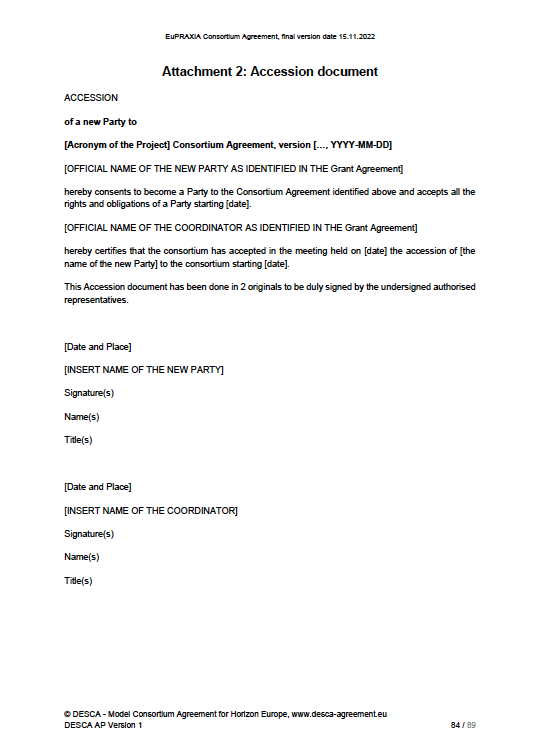 EuPRAXIA Consortium Agreement, final version date 15.11.2022
Attachment 2: Accession document
ACCESSION
of a new Party to
[Acronym of the Project] Consortium Agreement, version […, YYYY-MM-DD]
[OFFICIAL NAME OF THE NEW PARTY AS IDENTIFIED IN THE Grant Agreement]
hereby consents to become a Party to the Consortium Agreement identified above and accepts all the
rights and obligations of a Party starting [date].
[OFFICIAL NAME OF THE COORDINATOR AS IDENTIFIED IN THE Grant Agreement]
hereby certifies that the consortium has accepted in the meeting held on [date] the accession of [the
name of the new Party] to the consortium starting [date].
This Accession document has been done in 2 originals to be duly signed by the undersigned authorised
representatives.
[Date and Place]
[INSERT NAME OF THE NEW PARTY]
Signature(s)
Name(s)
Title(s)
[Date and Place]
[INSERT NAME OF THE COORDINATOR]
Signature(s)
Name(s)
Title(s)
© DESCA - Model Consortium Agreement for Horizon Europe, www.desca-agreement.eu
DESCA AP Version 1 84 / 89